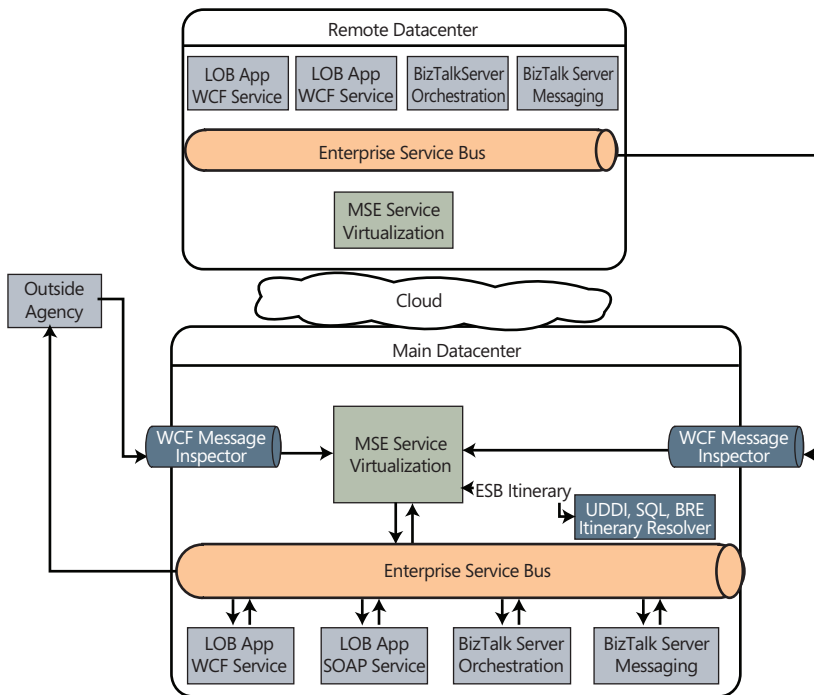 Remote Datacenter
LOB App
WCF Service
LOB App
WCF Service
BizTalkServer
Orchestration
BizTalk Server
Messaging
Enterprise Service Bus
MSE Service
Virtualization
Outside
Agency
Cloud
Main Datacenter
WCF Message
Inspector
MSE Service
Virtualization
WCF Message
Inspector
ESB Itinerary
UDDI, SQL, BRE
Itinerary Resolver
Enterprise Service Bus
LOB App
WCF Service
LOB App
SOAP Service
BizTalk Server
Orchestration
BizTalk Server
Messaging